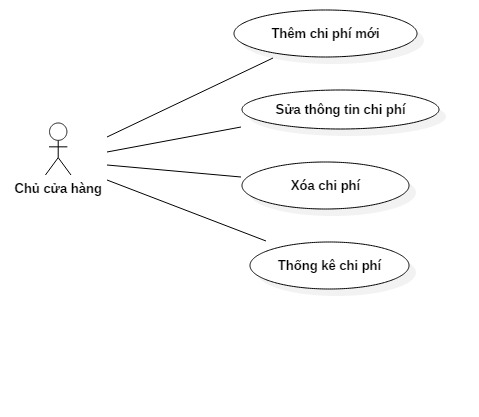 Thêm chi phí mới
Sửa thông tin chi phí
Chủ cửa hàng
Xóa chi phí
Thống kê chi phí